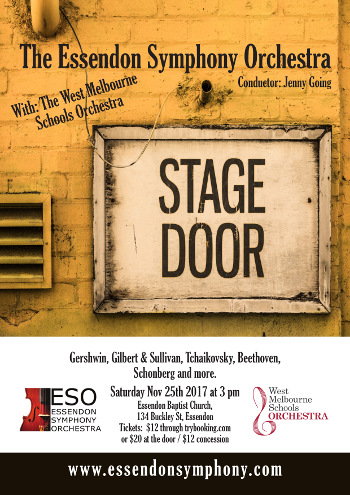 The Essendon Symphony Orchestra
Conductor: Jenny Going
With: The West Melbourne
Schools Orchestra
STAGE
DOOR
Gershwin, Gilbert & Sullivan, Tchaikovsky, Beethoven,
Schonberg and more.
Saturday Nov 25th 2017 at 3 pm
Essendon Baptist Church,
134 Buckley St, Essendon
Tickets: $12 through trybooking.com
or $20 at the door / $12 concession
ESO
ESSENDON
SYMPHONY
ORCHESTRA
West
Melbourne
Schools
ORCHESTRA
www.essendonsymphony.com